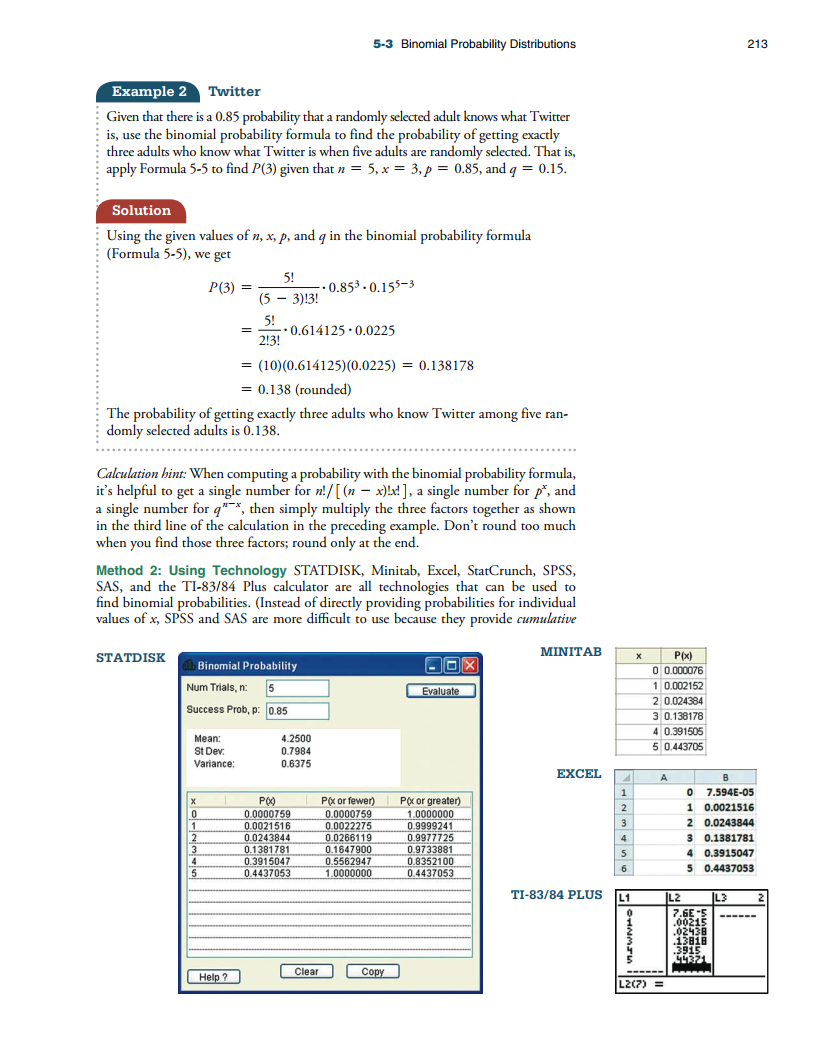 5-3 Binomial Probability Distributions 213
Example 2 Twitter
Given that there is a 0.85 probability that a randomly selected adult knows what Twitter
is, use the binomial probability formula to find the probability of getting exactly
three adults who know what Twitter is when five adults are randomly selected. That is,
apply Formula 5-5 to find P(3) given that n = 5, x = 3, p = 0.85, and q = 0.15.
Solution
Using the given values of n, x, p, and q in the binomial probability formula
(Formula 5-5), we get
P(3) = 5!/((5 − 3)!3!) · 0.85³ · 0.15⁵⁻³
= 5!/(2!3!) · 0.614125 · 0.0225
= (10)(0.614125)(0.0225) = 0.138178
= 0.138 (rounded)
The probability of getting exactly three adults who know Twitter among five ran-
domly selected adults is 0.138.
Calculation hint: When computing a probability with the binomial probability formula,
it's helpful to get a single number for n!/[(n − x)!x!], a single number for pˣ, and
a single number for qⁿ⁻ˣ, then simply multiply the three factors together as shown
in the third line of the calculation in the preceding example. Don't round too much
when you find those three factors; round only at the end.
Method 2: Using Technology STATDISK, Minitab, Excel, StatCrunch, SPSS,
SAS, and the TI-83/84 Plus calculator are all technologies that can be used to
find binomial probabilities. (Instead of directly providing probabilities for individual
values of x, SPSS and SAS are more difficult to use because they provide cumulative
STATDISK
Binomial Probability
Num Trials, n: 5 Evaluate
Success Prob, p: 0.85
Mean: 4.2500
St Dev: 0.7984
Variance: 0.6375
x P(x) P(x or fewer) P(x or greater)
0 0.0000759 0.0000759 1.0000000
1 0.0021516 0.0022275 0.9999241
2 0.0243844 0.0266119 0.9977725
3 0.1381781 0.1647900 0.9733881
4 0.3915047 0.5562947 0.8352100
5 0.4437053 1.0000000 0.4437053
Help ? Clear Copy
MINITAB
x P(x)
0 0.000076
1 0.002152
2 0.024384
3 0.138178
4 0.391505
5 0.443705
EXCEL
A B
1 0 7.594E-05
2 1 0.0021516
3 2 0.0243844
4 3 0.1381781
5 4 0.3915047
6 5 0.4437053
TI-83/84 PLUS
L1 L2 L3 2
0 7.6E-5 ------
1 .00215
2 .02438
3 .13818
4 .3915
5 .44371
------
L2(7) =